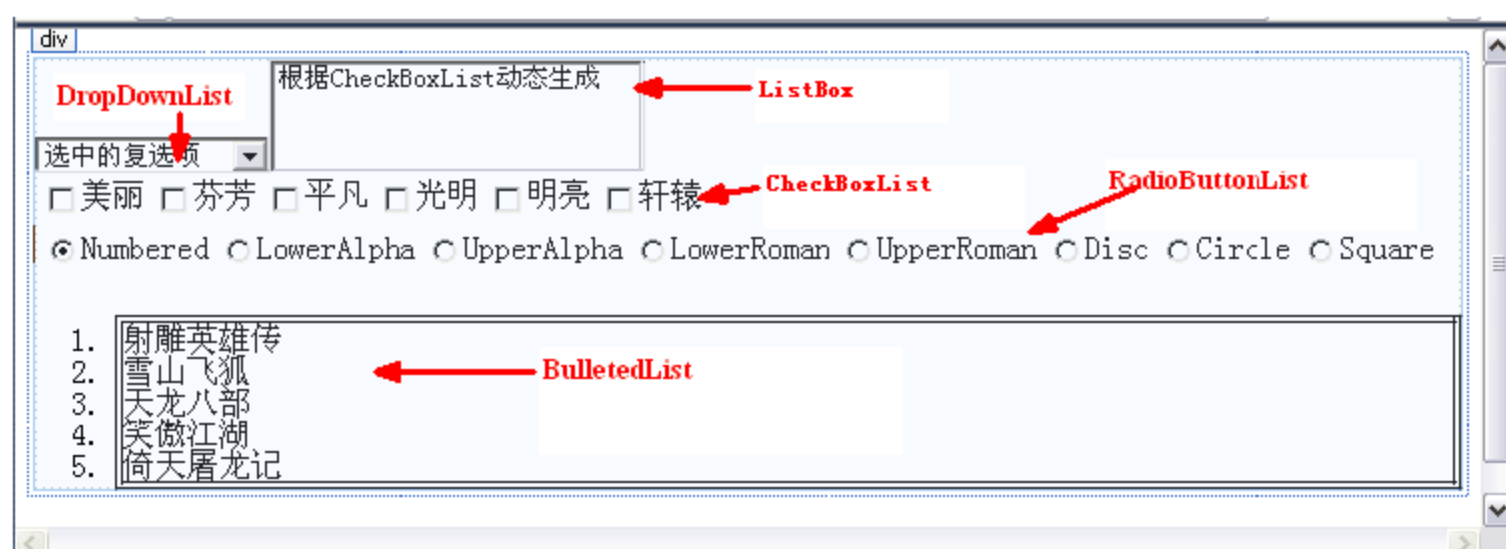 div
根据CheckBoxList动态生成
ListBox
DropDownList
选中的复选项
美丽 芬芳 平凡 光明 明亮 轩辕
CheckBoxList
RadioButtonList
Numbered LowerAlpha UpperAlpha LowerRoman UpperRoman Disc Circle Square
1. 射雕英雄传
2. 雪山飞狐
BulletedList
3. 天龙八部
4. 笑傲江湖
5. 倚天屠龙记